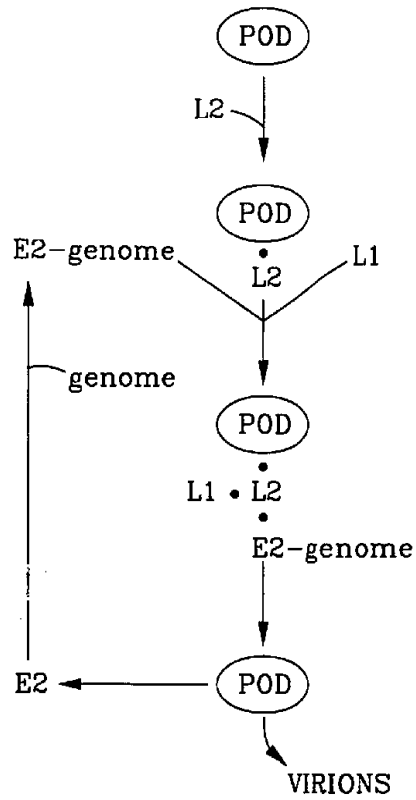 POD
L2
POD
E2-genome
L2
L1
genome
POD
L1 • L2
E2-genome
E2
POD
VIRIONS